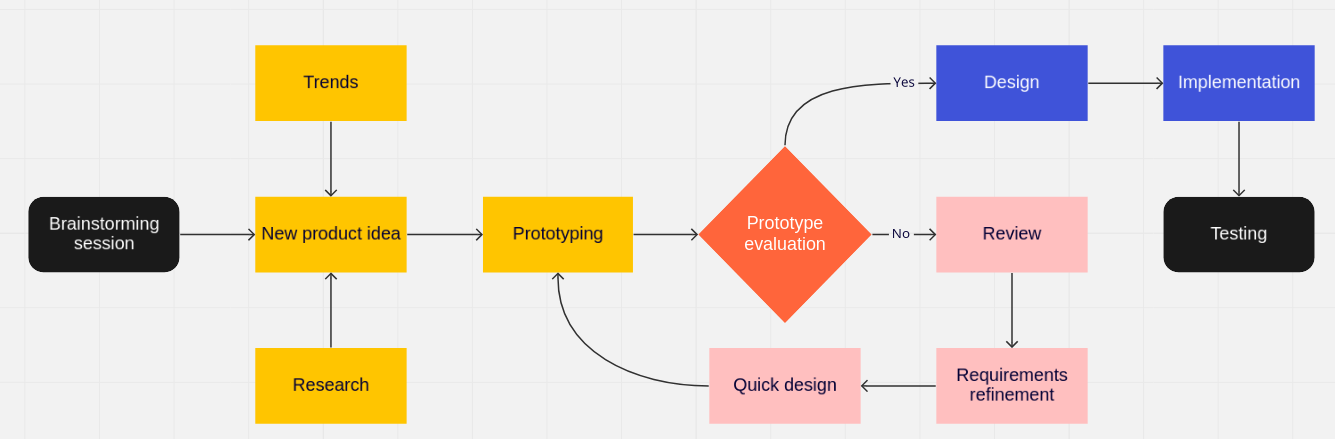 Trends
Yes
Design
Implementation
Brainstorming
session
New product idea
Prototyping
Prototype
evaluation
No
Review
Testing
Research
Quick design
Requirements
refinement